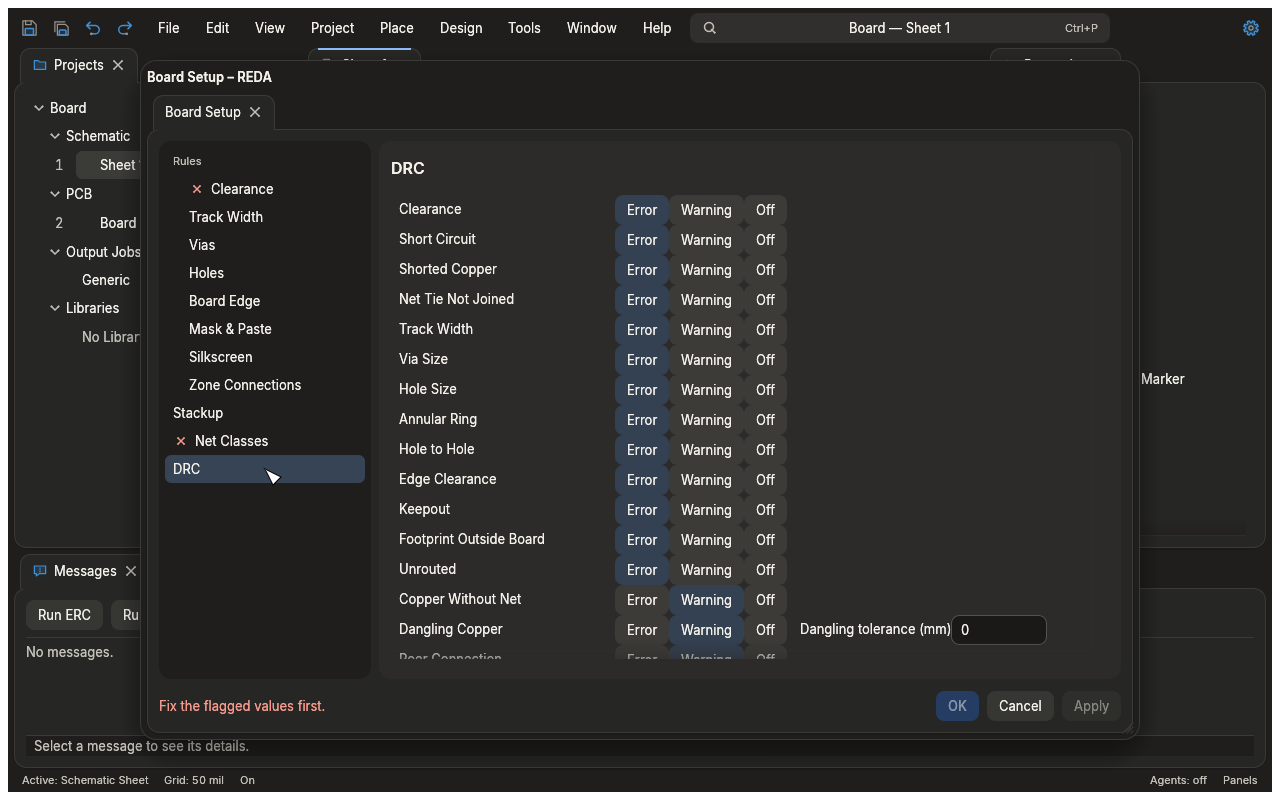 File Edit View Project Place Design Tools Window Help Board — Sheet 1 Ctrl+P
Projects
Board Setup – REDA
Board Setup
Board
Schematic
1 Sheet
PCB
2 Board
Output Jobs
Generic
Libraries
No Librar
Rules
Clearance
Track Width
Vias
Holes
Board Edge
Mask & Paste
Silkscreen
Zone Connections
Stackup
Net Classes
DRC
DRC
Clearance Error Warning Off
Short Circuit Error Warning Off
Shorted Copper Error Warning Off
Net Tie Not Joined Error Warning Off
Track Width Error Warning Off
Via Size Error Warning Off
Hole Size Error Warning Off
Annular Ring Error Warning Off
Hole to Hole Error Warning Off
Edge Clearance Error Warning Off
Keepout Error Warning Off
Footprint Outside Board Error Warning Off
Unrouted Error Warning Off
Copper Without Net Error Warning Off
Dangling Copper Error Warning Off Dangling tolerance (mm) 0
Poor Connection Error Warning Off
Marker
Fix the flagged values first. OK Cancel Apply
Messages
Run ERC Ru
No messages.
Select a message to see its details.
Active: Schematic Sheet Grid: 50 mil On Agents: off Panels